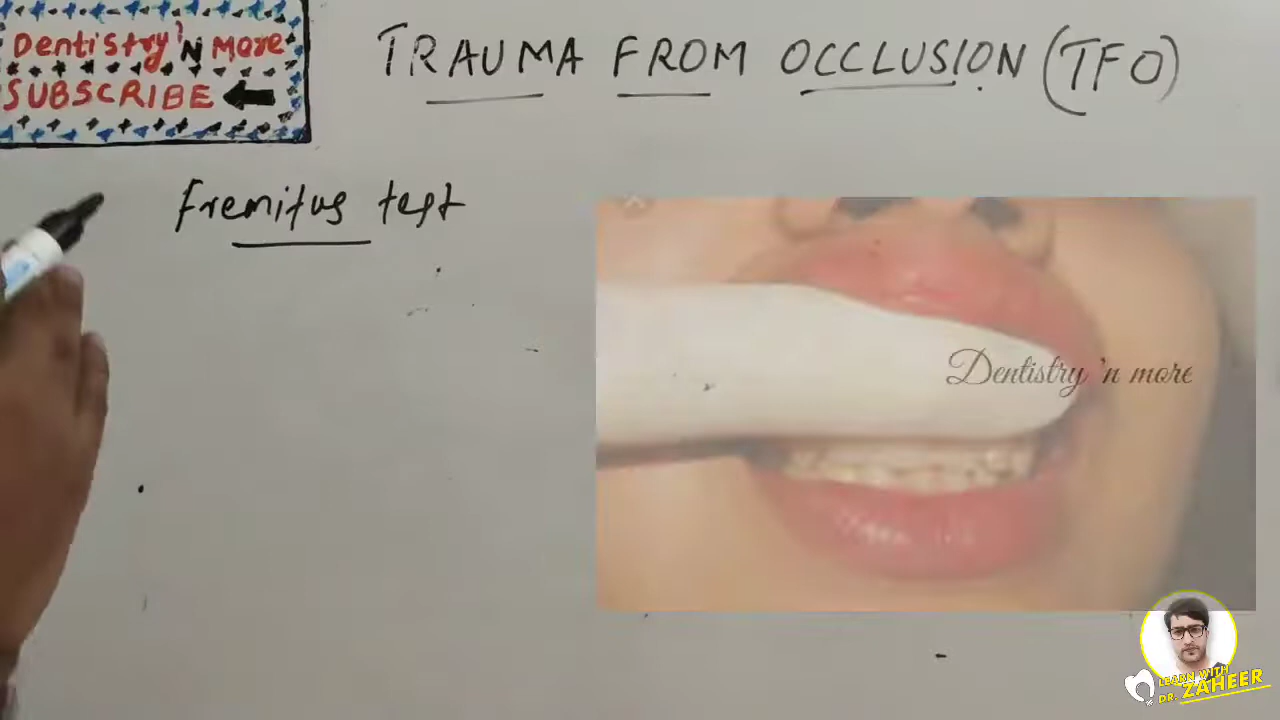 Dentistry 'N More
SUBSCRIBE
TRAUMA FROM OCCLUSION (TFO)
Fremitus test
Dentistry 'n more
LEARN WITH
DR. ZAHEER